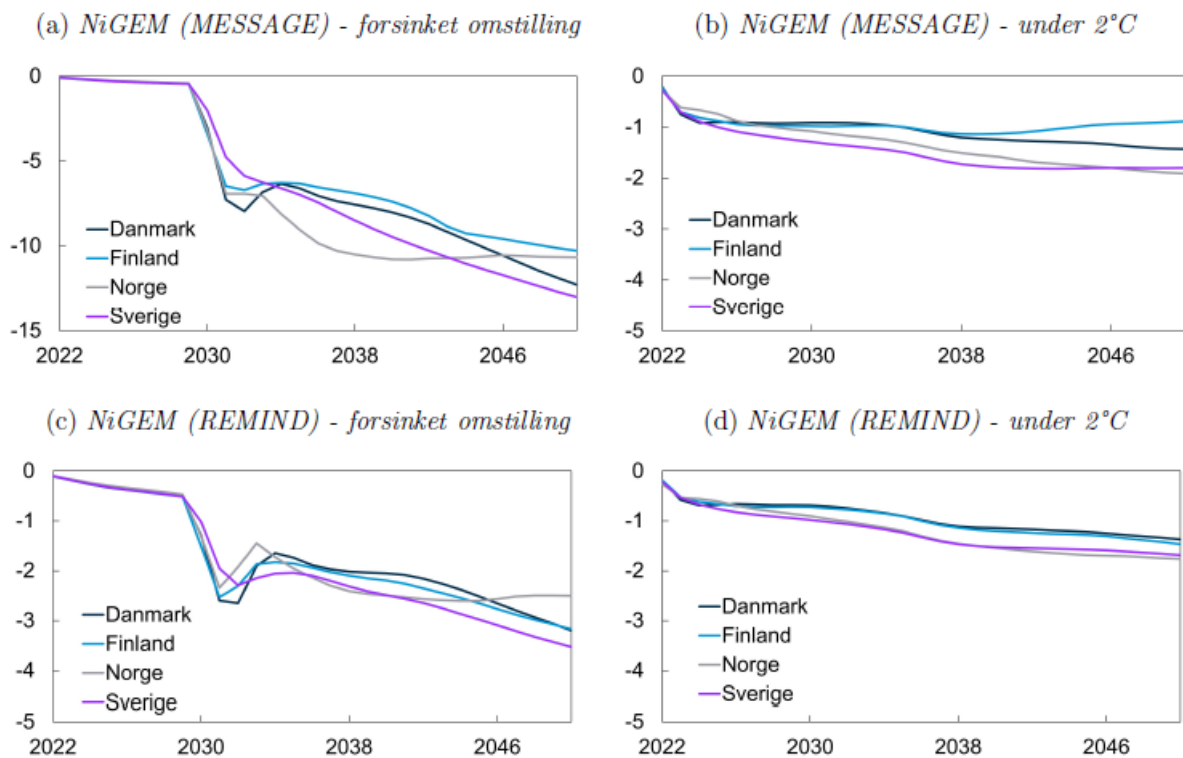 (a) NiGEM (MESSAGE) - forsinket omstilling
0
-5
-10
-15
Danmark
Finland
Norge
Sverige
2022 2030 2038 2046
(b) NiGEM (MESSAGE) - under 2°C
0
-1
-2
-3
-4
-5
Danmark
Finland
Norge
Sverige
2022 2030 2038 2046
(c) NiGEM (REMIND) - forsinket omstilling
0
-1
-2
-3
-4
-5
Danmark
Finland
Norge
Sverige
2022 2030 2038 2046
(d) NiGEM (REMIND) - under 2°C
0
-1
-2
-3
-4
-5
Danmark
Finland
Norge
Sverige
2022 2030 2038 2046